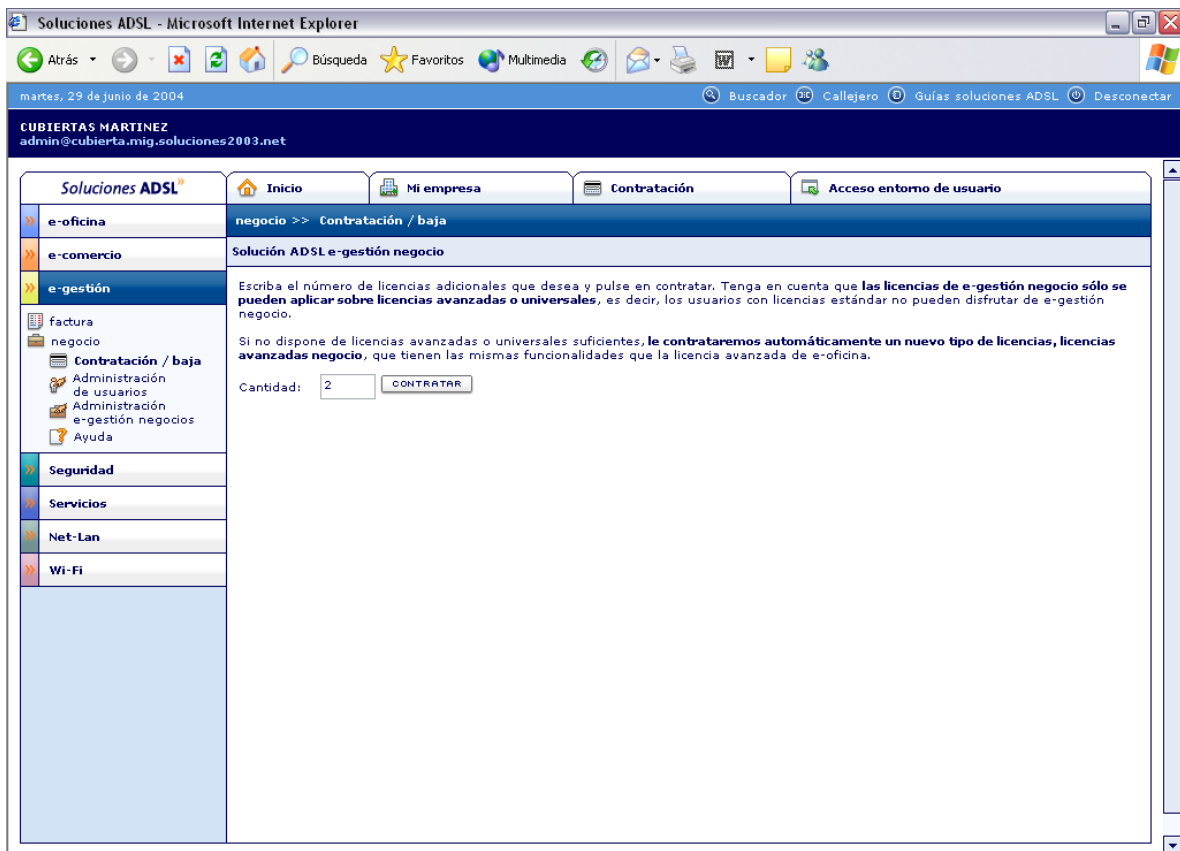 Soluciones ADSL - Microsoft Internet Explorer
Atrás Búsqueda Favoritos Multimedia
martes, 29 de junio de 2004 Buscador Callejero Guías soluciones ADSL Desconectar
CUBIERTAS MARTINEZ
admin@cubierta.mig.soluciones2003.net
Soluciones ADSL» Inicio Mi empresa Contratación Acceso entorno de usuario
» e-oficina
» e-comercio
» e-gestión
factura
negocio
Contratación / baja
Administración
de usuarios
Administración
e-gestión negocios
Ayuda
» Seguridad
» Servicios
» Net-Lan
» Wi-Fi
negocio >> Contratación / baja
Solución ADSL e-gestión negocio
Escriba el número de licencias adicionales que desea y pulse en contratar. Tenga en cuenta que las licencias de e-gestión negocio sólo se
pueden aplicar sobre licencias avanzadas o universales, es decir, los usuarios con licencias estándar no pueden disfrutar de e-gestión
negocio.
Si no dispone de licencias avanzadas o universales suficientes, le contrataremos automáticamente un nuevo tipo de licencias, licencias
avanzadas negocio, que tienen las mismas funcionalidades que la licencia avanzada de e-oficina.
Cantidad: 2 CONTRATAR